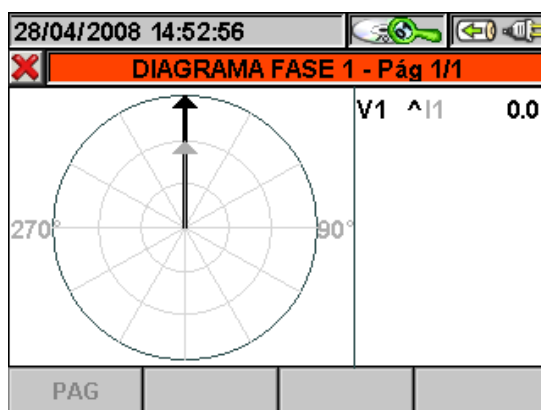 28/04/2008 14:52:56
DIAGRAMA FASE 1 - Pág 1/1
V1 ^I1 0.0
270°
90°
PAG